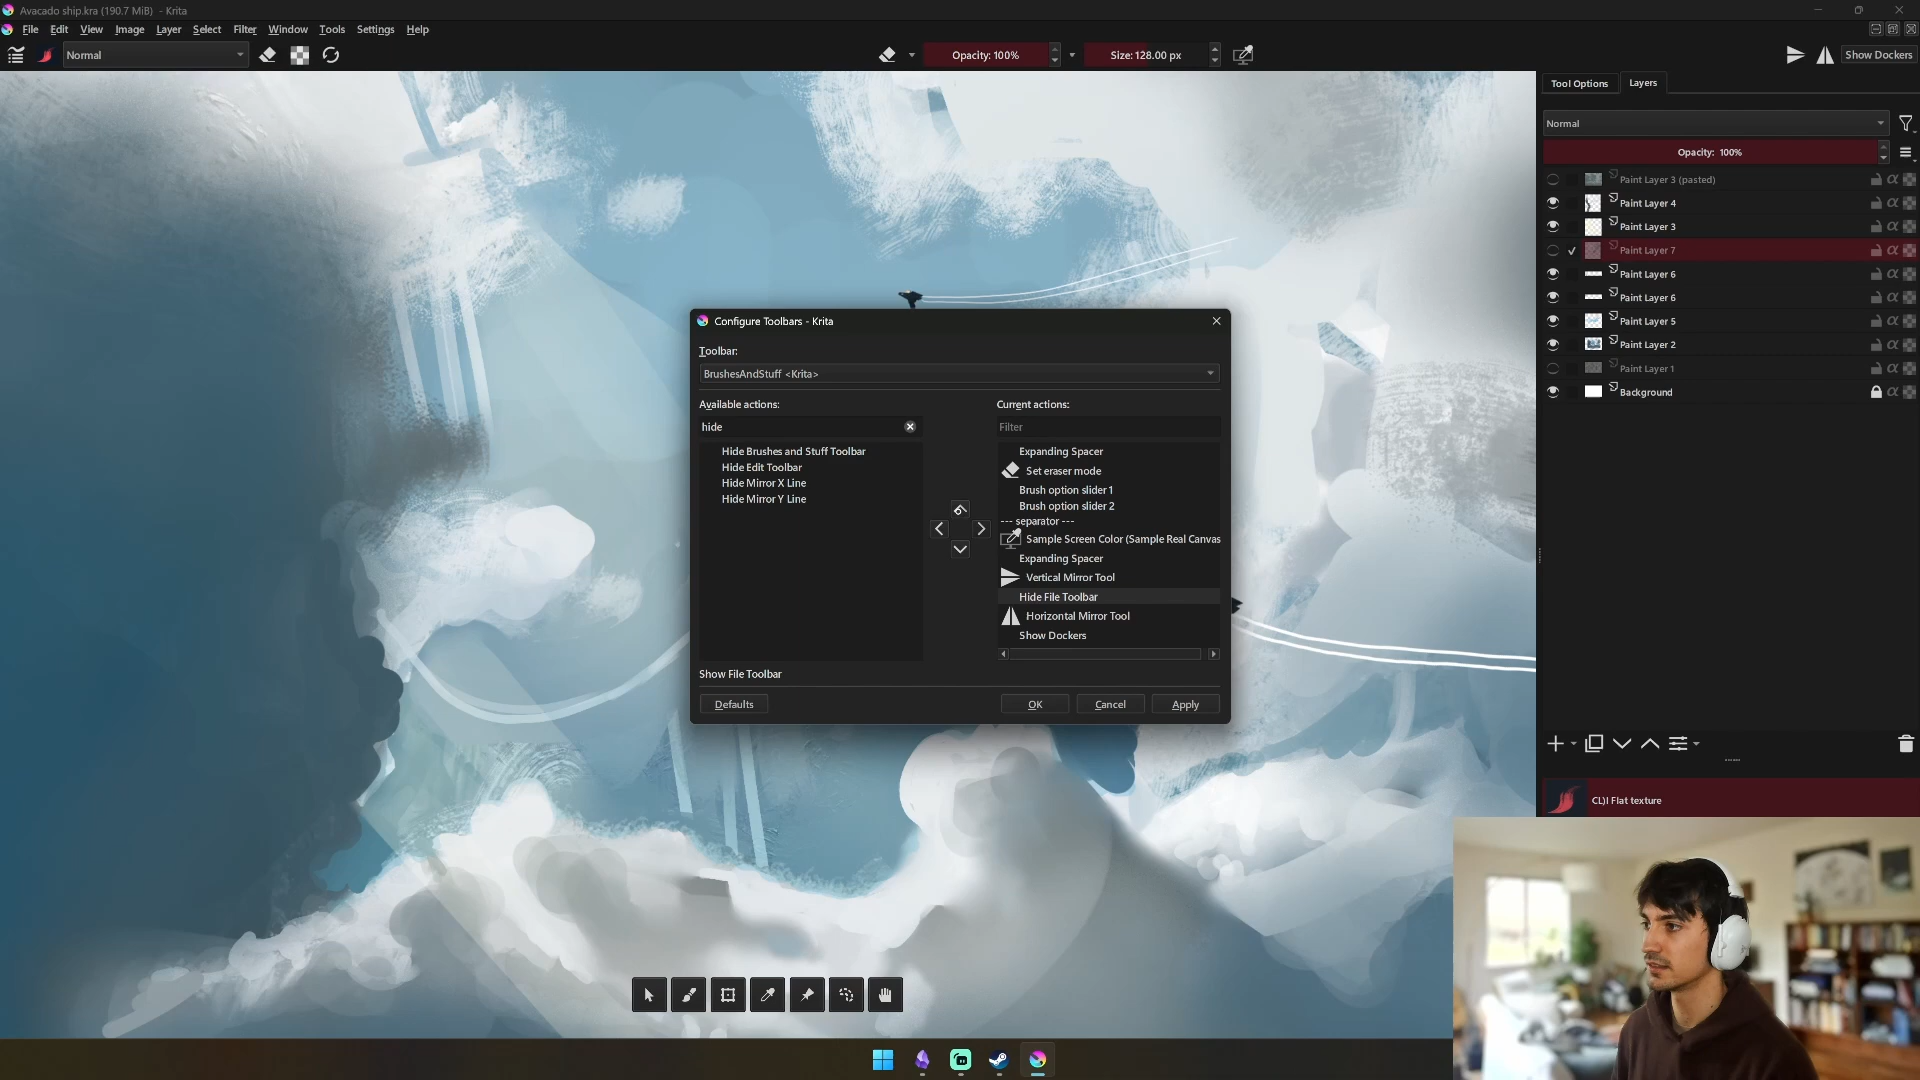 Avacado ship.kra (190.7 MiB) - Krita
File Edit View Image Layer Select Filter Window Tools Settings Help
Normal
Opacity: 100%
Size: 128.00 px
Show Dockers
Tool Options
Layers
Normal
Opacity: 100%
Paint Layer 3 (pasted)
Paint Layer 4
Paint Layer 3
Paint Layer 7
Paint Layer 6
Paint Layer 6
Paint Layer 5
Paint Layer 2
Paint Layer 1
Background
Configure Toolbars - Krita
Toolbar:
BrushesAndStuff <Krita>
Available actions:
hide
Hide Brushes and Stuff Toolbar
Hide Edit Toolbar
Hide Mirror X Line
Hide Mirror Y Line
Current actions:
Filter
Expanding Spacer
Set eraser mode
Brush option slider 1
Brush option slider 2
--- separator ---
Sample Screen Color (Sample Real Canvas
Expanding Spacer
Vertical Mirror Tool
Hide File Toolbar
Horizontal Mirror Tool
Show Dockers
Show File Toolbar
Defaults
OK
Cancel
Apply
CL)I Flat texture